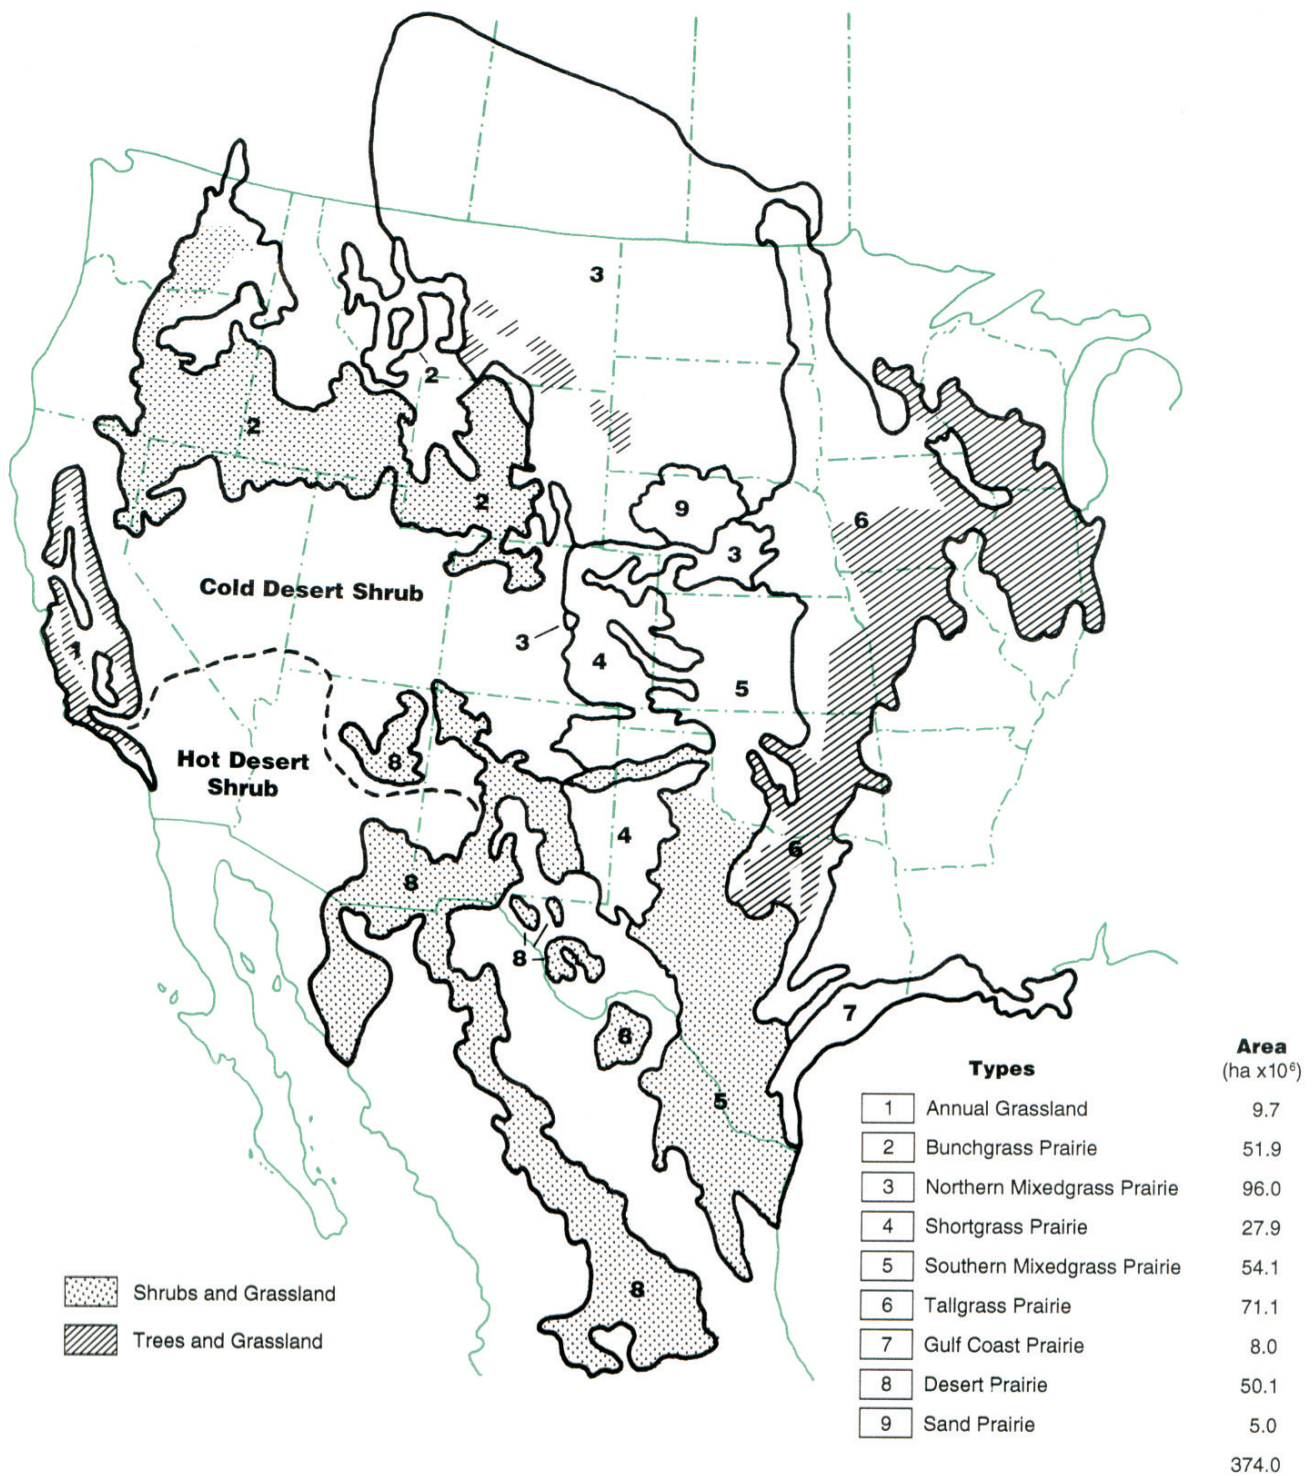 3
2
2
2
9
6
3
Cold Desert Shrub
3
4
1
5
Hot Desert
Shrub
8
4
6
8
8
7
8
5
8
Types
Area
(ha x10⁶)
1 Annual Grassland 9.7
2 Bunchgrass Prairie 51.9
3 Northern Mixedgrass Prairie 96.0
4 Shortgrass Prairie 27.9
5 Southern Mixedgrass Prairie 54.1
6 Tallgrass Prairie 71.1
7 Gulf Coast Prairie 8.0
8 Desert Prairie 50.1
9 Sand Prairie 5.0
374.0
Shrubs and Grassland
Trees and Grassland